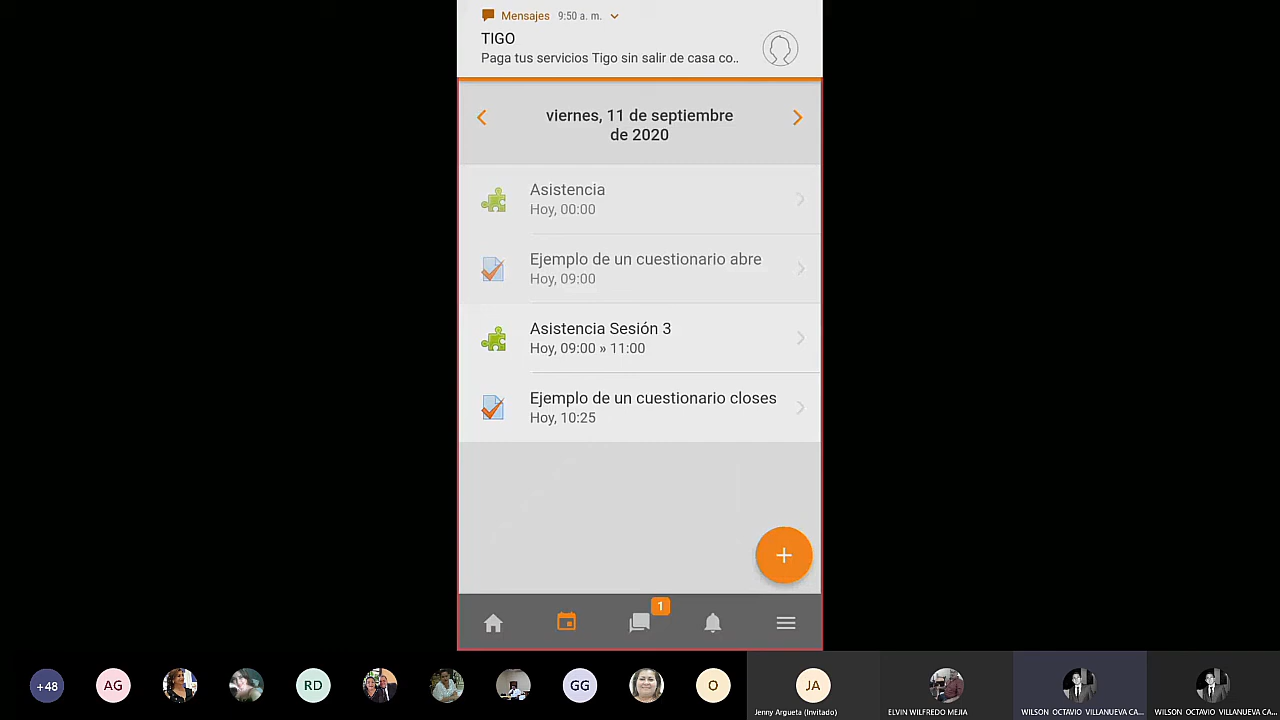 Mensajes 9:50 a. m.
TIGO
Paga tus servicios Tigo sin salir de casa co..
viernes, 11 de septiembre
de 2020
Asistencia
Hoy, 00:00
Ejemplo de un cuestionario abre
Hoy, 09:00
Asistencia Sesión 3
Hoy, 09:00 » 11:00
Ejemplo de un cuestionario closes
Hoy, 10:25
1
+48
AG
RD
GG
O
JA
Jenny Argueta (Invitado)
ELVIN WILFREDO MEJIA
WILSON OCTAVIO VILLANUEVA CA...
WILSON OCTAVIO VILLANUEVA CA...